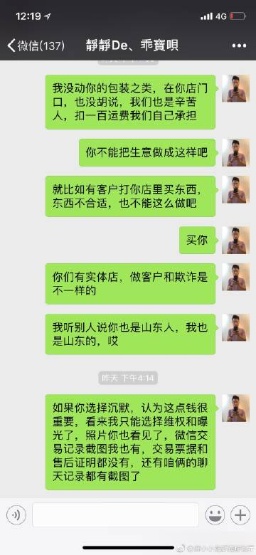 12:19
4G
微信(137)
靜靜De、乖寶唄
我没动你的包装之类，在你店门
口，也没胡说，我们也是辛苦
人，扣一百运费我们自己承担
你不能把生意做成这样吧
就比如有客户打你店里买东西，
东西不合适，也不能这么做吧
买你
你们有实体店，做客户和欺诈是
不一样的
我听别人说你也是山东人，我也
是山东的，哎
昨天 下午4:14
如果你选择沉默，认为这点钱很
重要，看来我只能选择维权和曝
光了，照片你也看见了，微信交
易记录截图我也有，交易票据和
售后证明都没有，还有咱俩的聊
天记录都有截图了